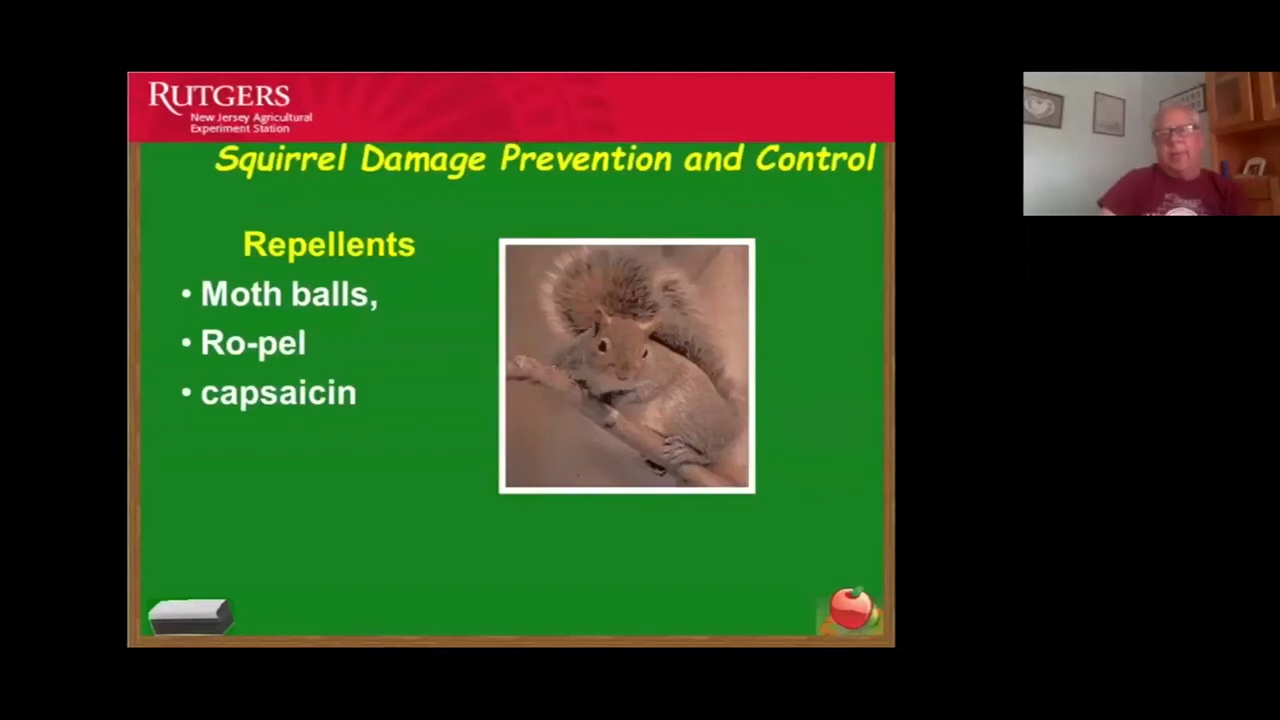 RUTGERS
New Jersey Agricultural
Experiment Station
Squirrel Damage Prevention and Control
Repellents
• Moth balls,
• Ro-pel
• capsaicin